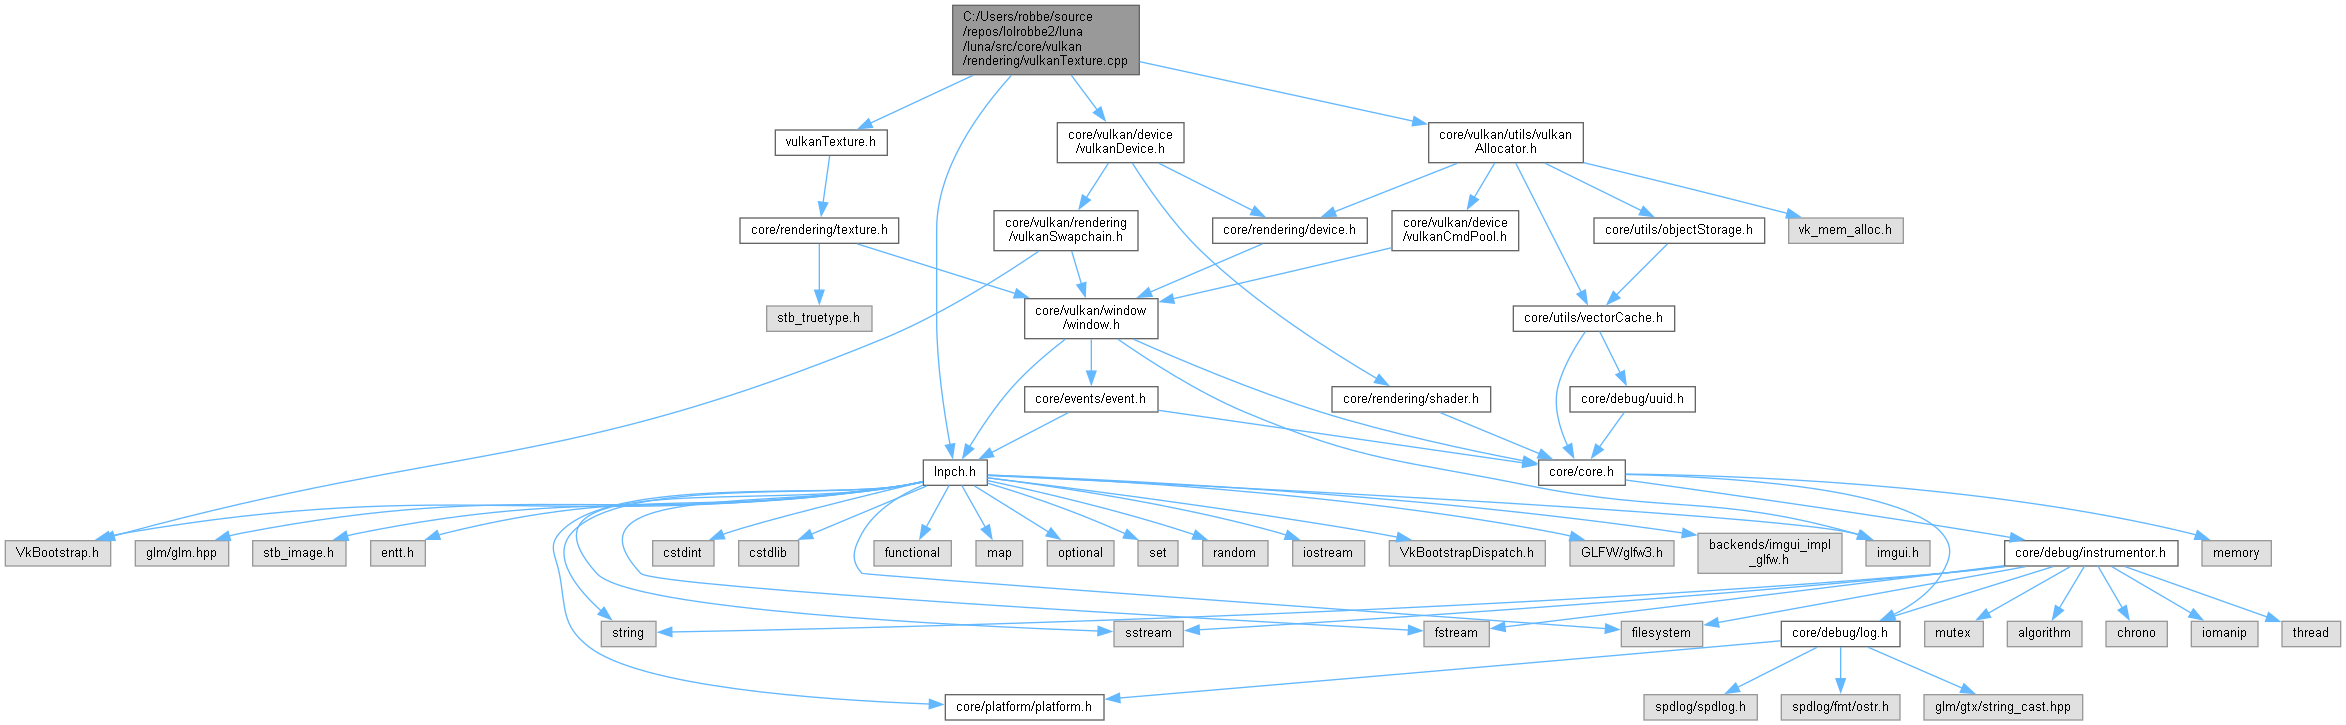 C:/Users/robbe/source
/repos/lolrobbe2/luna
/luna/src/core/vulkan
/rendering/vulkanTexture.cpp
vulkanTexture.h
core/vulkan/device
/vulkanDevice.h
core/vulkan/utils/vulkan
Allocator.h
core/rendering/texture.h
core/vulkan/rendering
/vulkanSwapchain.h
core/rendering/device.h
core/vulkan/device
/vulkanCmdPool.h
core/utils/objectStorage.h
vk_mem_alloc.h
stb_truetype.h
core/vulkan/window
/window.h
core/utils/vectorCache.h
core/events/event.h
core/rendering/shader.h
core/debug/uuid.h
lnpch.h
core/core.h
VkBootstrap.h
glm/glm.hpp
stb_image.h
entt.h
cstdint
cstdlib
functional
map
optional
set
random
iostream
VkBootstrapDispatch.h
GLFW/glfw3.h
backends/imgui_impl
_glfw.h
imgui.h
core/debug/instrumentor.h
memory
string
sstream
fstream
filesystem
core/debug/log.h
mutex
algorithm
chrono
iomanip
thread
core/platform/platform.h
spdlog/spdlog.h
spdlog/fmt/ostr.h
glm/gtx/string_cast.hpp